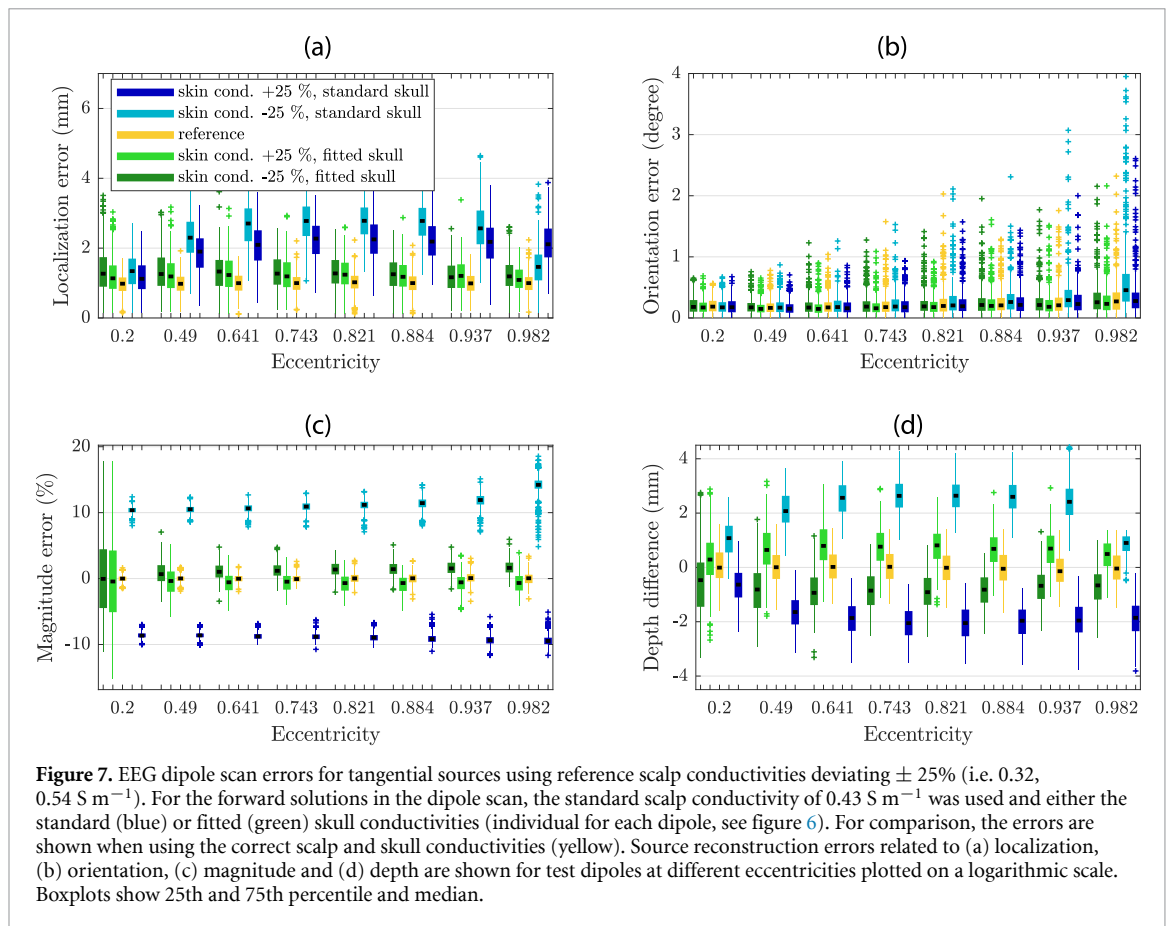 (a)
Localization error (mm)
6
4
2
0
skin cond. +25 %, standard skull
skin cond. -25 %, standard skull
reference
skin cond. +25 %, fitted skull
skin cond. -25 %, fitted skull
0.2 0.49 0.641 0.743 0.821 0.884 0.937 0.982
Eccentricity
(b)
Orientation error (degree)
4
3
2
1
0
0.2 0.49 0.641 0.743 0.821 0.884 0.937 0.982
Eccentricity
(c)
Magnitude error (%)
20
10
0
-10
0.2 0.49 0.641 0.743 0.821 0.884 0.937 0.982
Eccentricity
(d)
Depth difference (mm)
4
2
0
-2
-4
0.2 0.49 0.641 0.743 0.821 0.884 0.937 0.982
Eccentricity
Figure 7. EEG dipole scan errors for tangential sources using reference scalp conductivities deviating ± 25% (i.e. 0.32,
0.54 S m−1). For the forward solutions in the dipole scan, the standard scalp conductivity of 0.43 S m−1 was used and either the
standard (blue) or fitted (green) skull conductivities (individual for each dipole, see figure 6). For comparison, the errors are
shown when using the correct scalp and skull conductivities (yellow). Source reconstruction errors related to (a) localization,
(b) orientation, (c) magnitude and (d) depth are shown for test dipoles at different eccentricities plotted on a logarithmic scale.
Boxplots show 25th and 75th percentile and median.